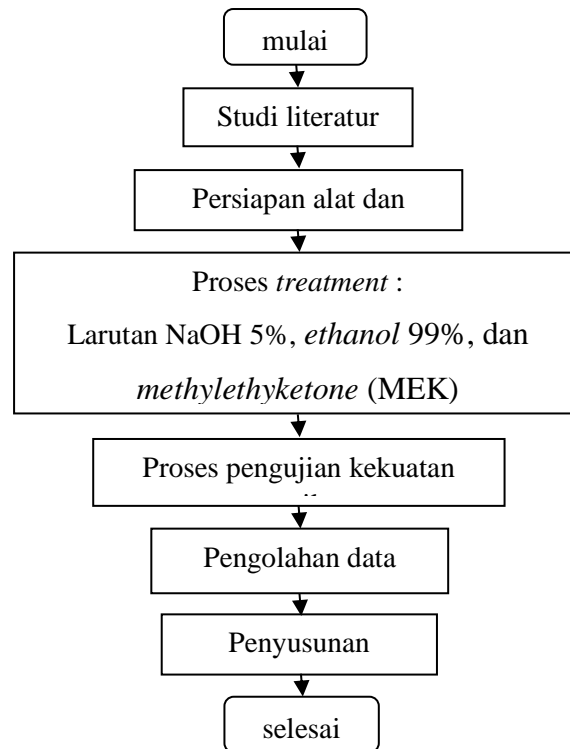 mulai
Studi literatur
Persiapan alat dan
Proses treatment :
Larutan NaOH 5%, ethanol 99%, dan
methylethyketone (MEK)
Proses pengujian kekuatan
Pengolahan data
Penyusunan
selesai